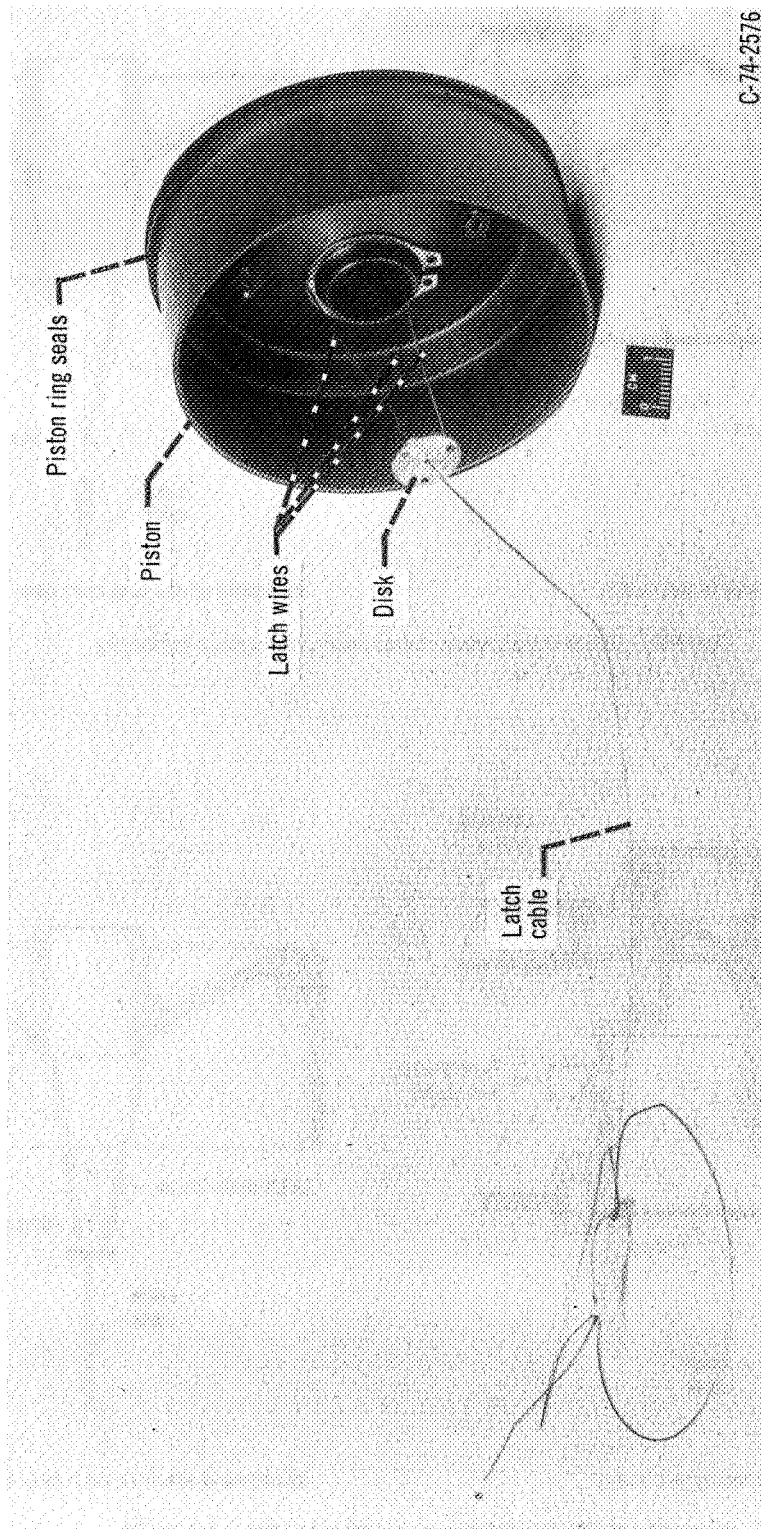 Piston ring seals
Piston
Latch wires
Disk
Latch
cable
C-74-2576